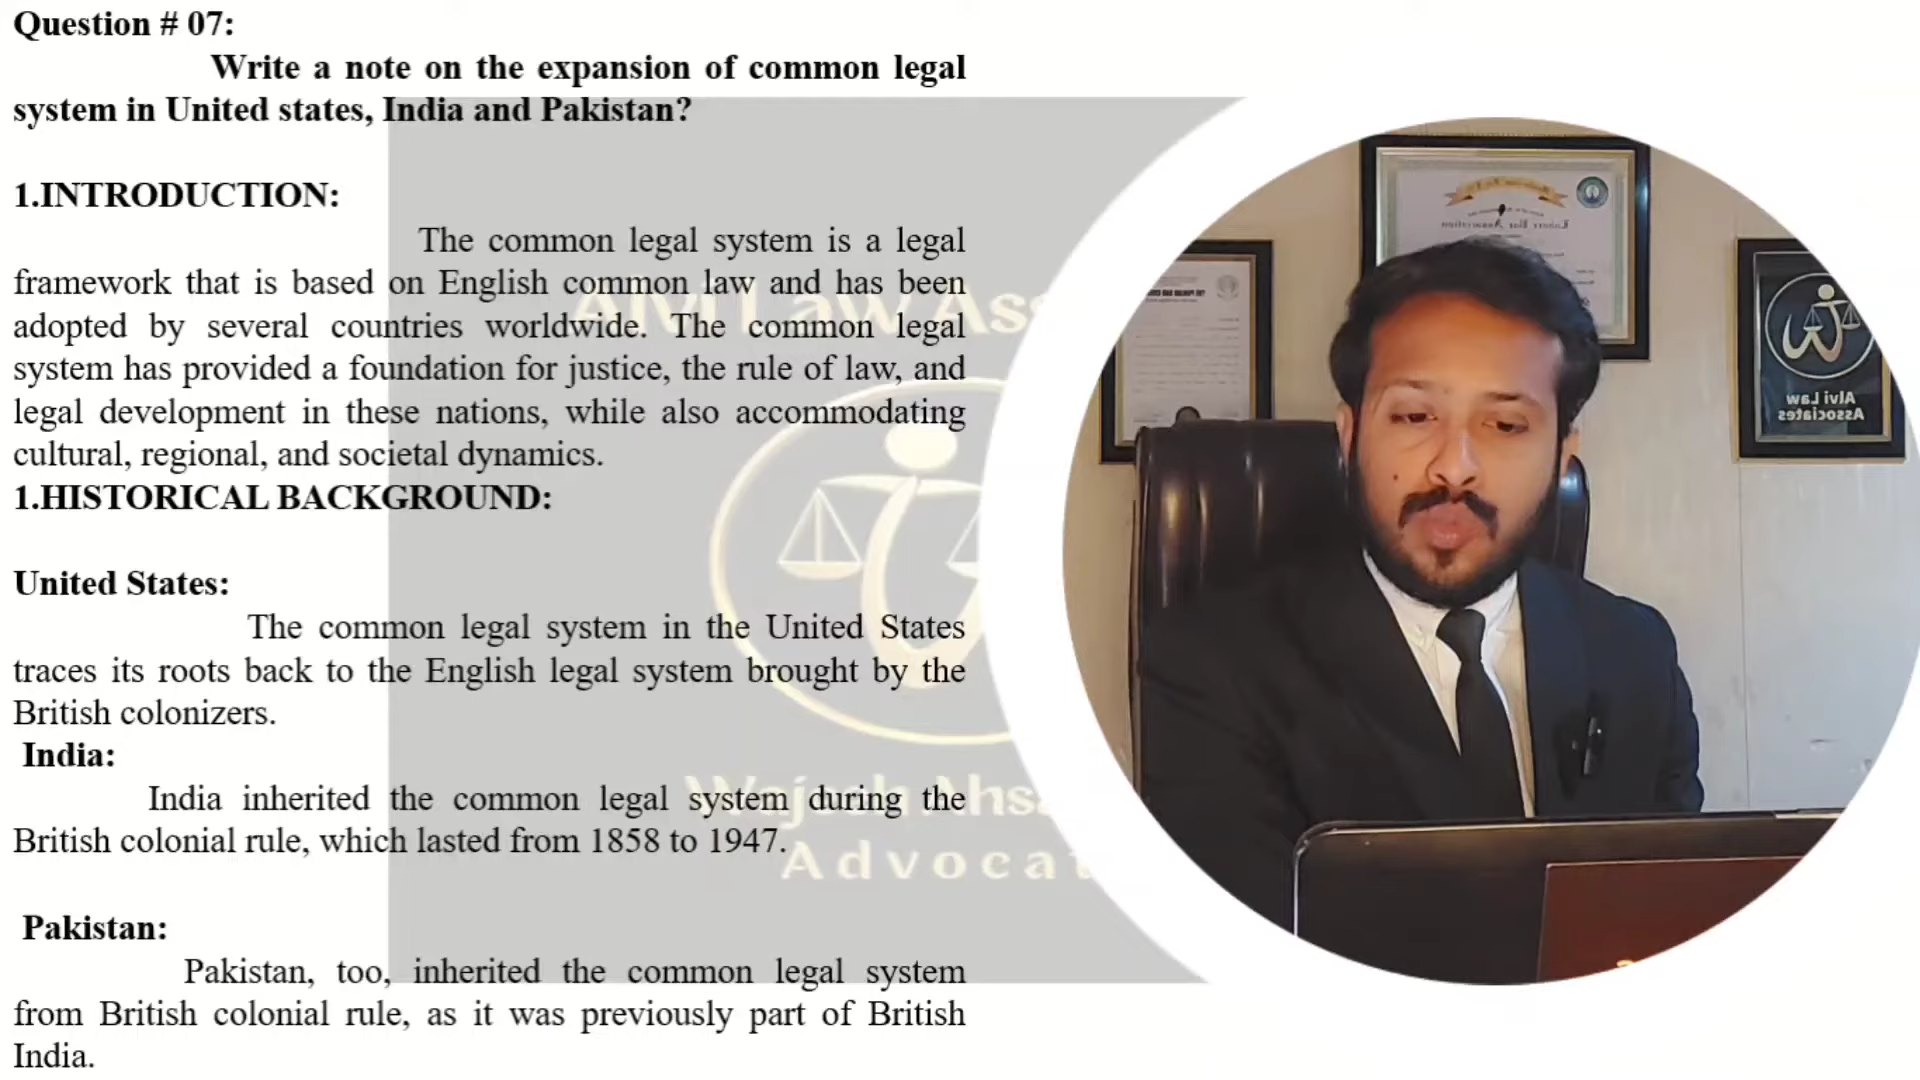 Question # 07:
Write a note on the expansion of common legal
system in United states, India and Pakistan?
1.INTRODUCTION:
The common legal system is a legal
framework that is based on English common law and has been
adopted by several countries worldwide. The common legal
system has provided a foundation for justice, the rule of law, and
legal development in these nations, while also accommodating
cultural, regional, and societal dynamics.
1.HISTORICAL BACKGROUND:
United States:
The common legal system in the United States
traces its roots back to the English legal system brought by the
British colonizers.
India:
India inherited the common legal system during the
British colonial rule, which lasted from 1858 to 1947.
Pakistan:
Pakistan, too, inherited the common legal system
from British colonial rule, as it was previously part of British
India.
Alvi Law Ass
Advocat
Lahore Bar Association
Alvi Law
Associates